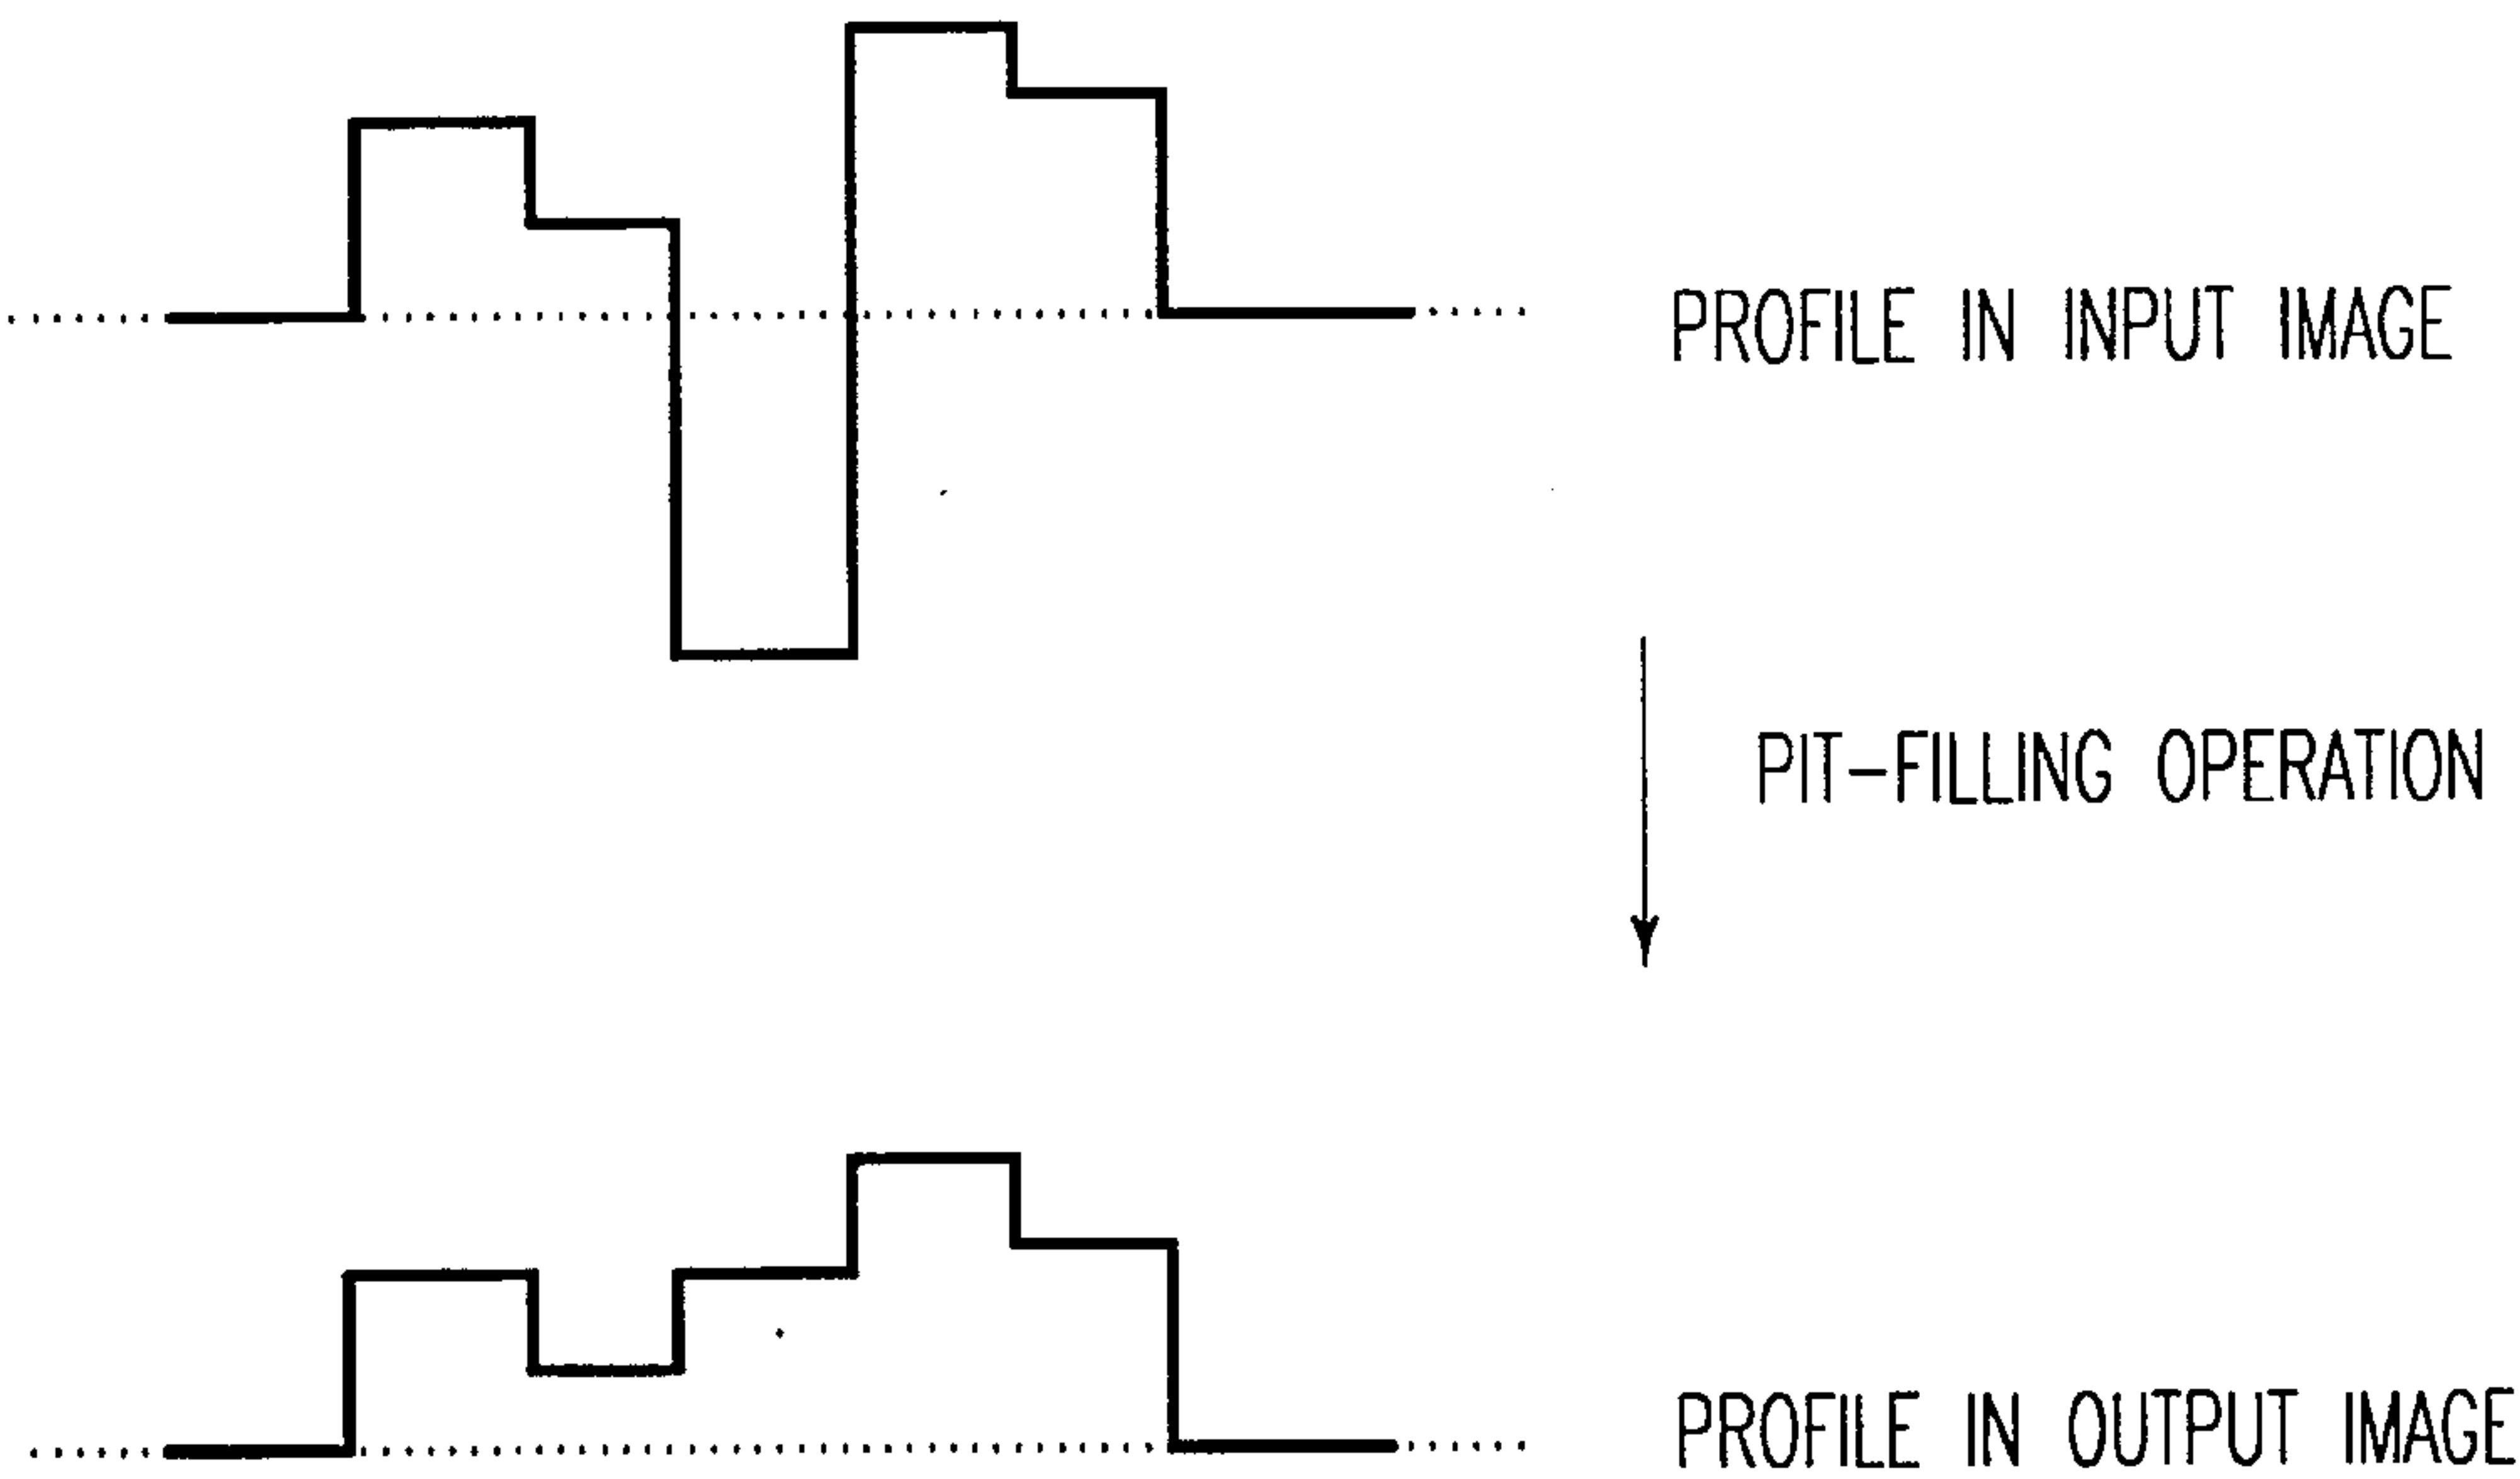 PROFILE IN INPUT IMAGE
PIT-FILLING OPERATION
PROFILE IN OUTPUT IMAGE